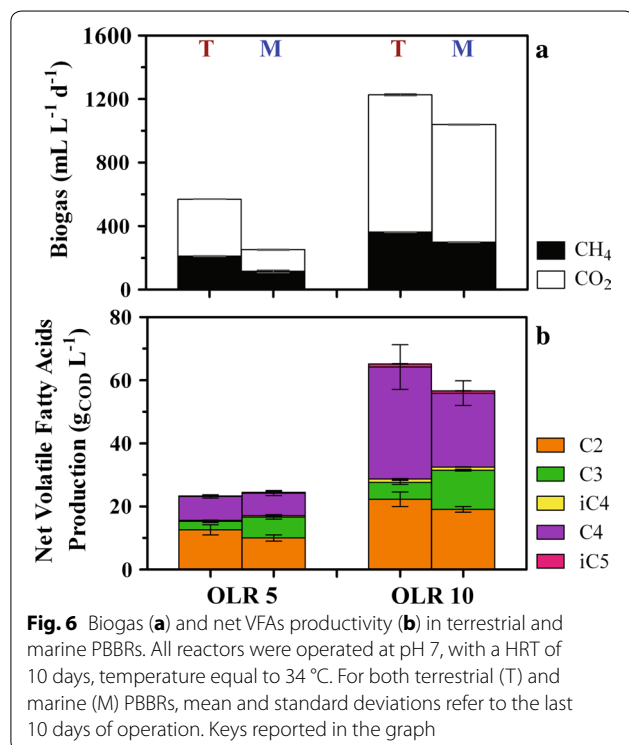 1600
T M T M a
1200
800
400
0
Biogas (mL L⁻¹ d⁻¹)
CH₄
CO₂
80
b
60
40
20
0
Net Volatile Fatty Acids
Production (gCOD L⁻¹)
C2
C3
iC4
C4
iC5
OLR 5 OLR 10
Fig. 6 Biogas (a) and net VFAs productivity (b) in terrestrial and
marine PBBRs. All reactors were operated at pH 7, with a HRT of
10 days, temperature equal to 34 °C. For both terrestrial (T) and
marine (M) PBBRs, mean and standard deviations refer to the last
10 days of operation. Keys reported in the graph